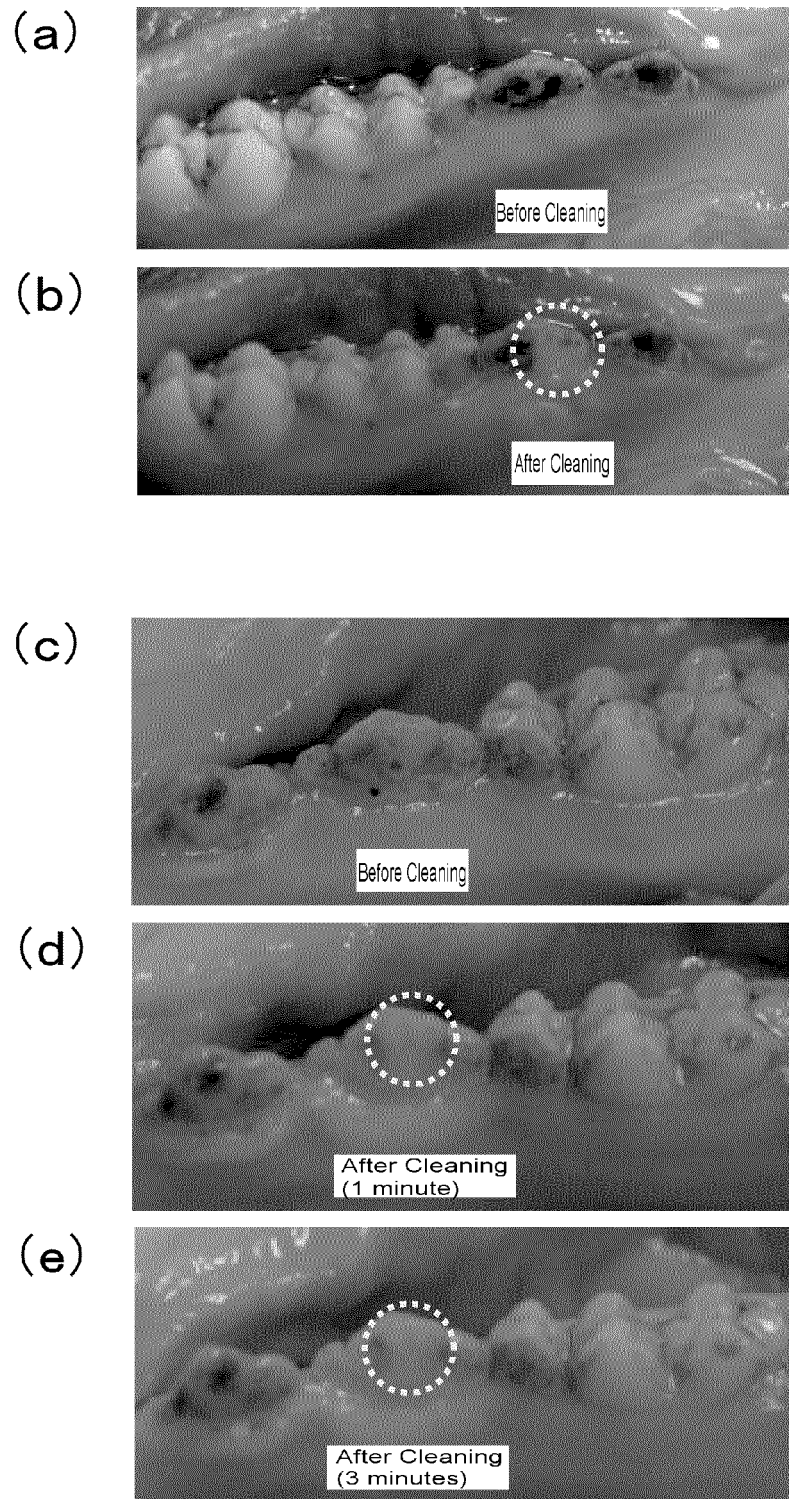 (a)
Before Cleaning
(b)
After Cleaning
(c)
Before Cleaning
(d)
After Cleaning
(1 minute)
(e)
After Cleaning
(3 minutes)